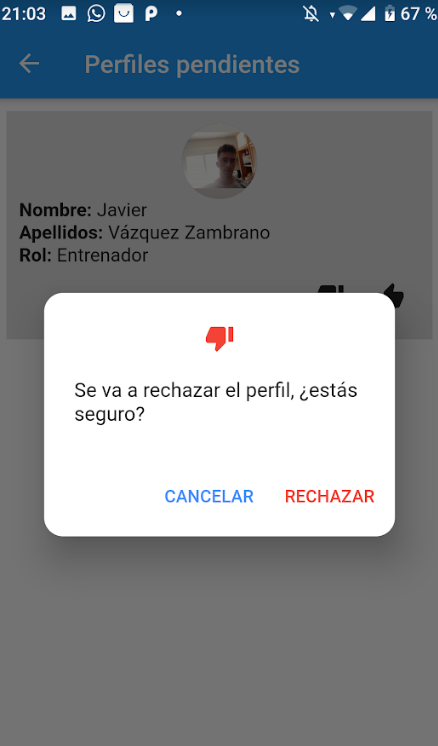 21:03 67 %
Perfiles pendientes
Nombre: Javier
Apellidos: Vázquez Zambrano
Rol: Entrenador
Se va a rechazar el perfil, ¿estás
seguro?
CANCELAR RECHAZAR